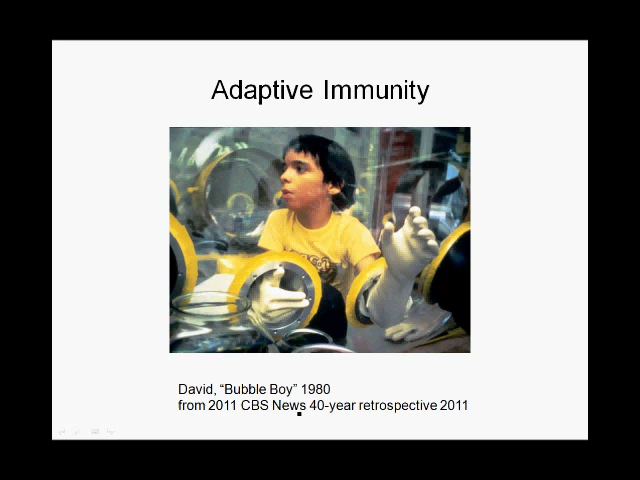 Adaptive Immunity
David, “Bubble Boy” 1980
from 2011 CBS News 40-year retrospective 2011